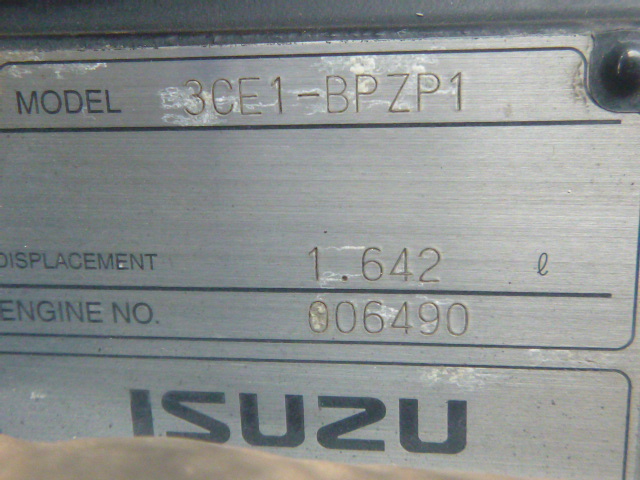 MODEL 3CE1-BPZP1
DISPLACEMENT 1.642 ℓ
ENGINE NO. 006490
ISUZU